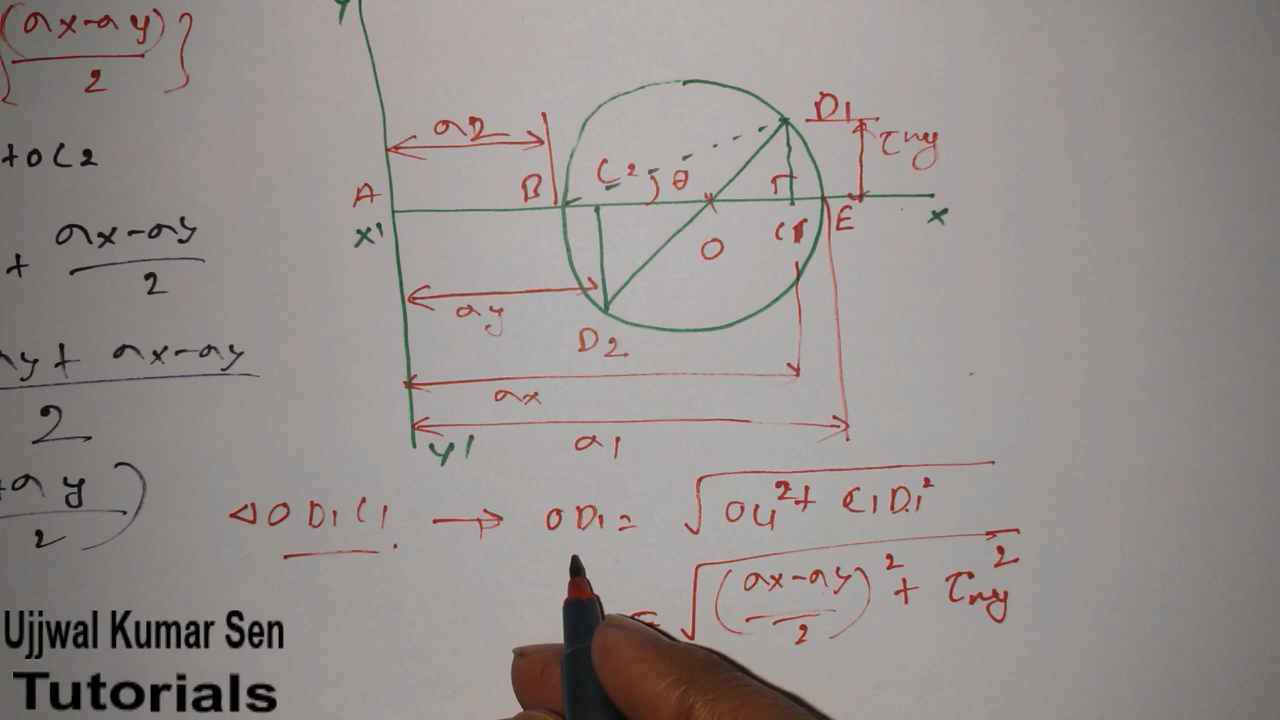 (σx-σy)
2
+OC2
+ σx-σy
2
σy+ σx-σy
2
+σy)
2
Y
D1
σ2
τxy
C2
θ
A
B
E
X'
O
C1
X
σy
D2
σx
σ1
Y'
△OD1C1 → OD1 = √OC1²+ C1D1²
= √(σx-σy/2)² + τxy²
Ujjwal Kumar Sen
Tutorials